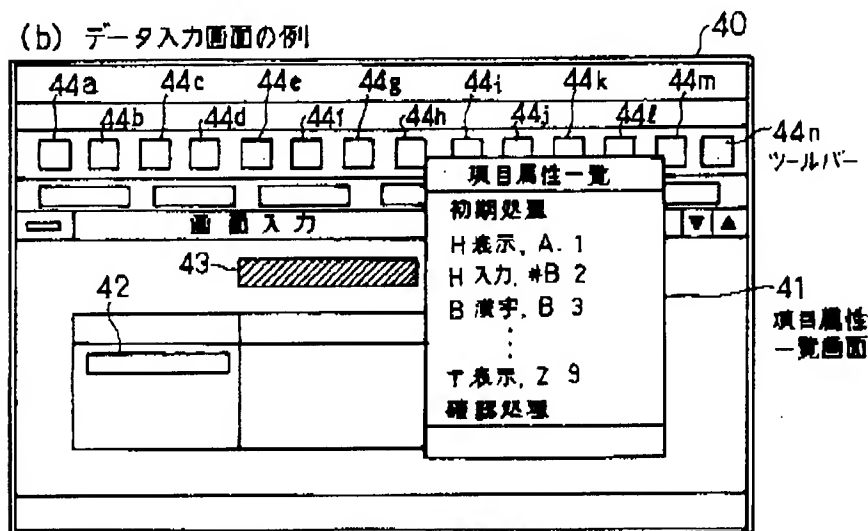 (b) データ入力画面の例
40
44a 44c 44e 44g 44i 44k 44m
44b 44d 44f 44h 44j 44l 44n
ツールバー
項目属性一覧
画面入力 ▼ ▲
初期処理
H表示, A. 1
H入力, #B 2
B漢字, B 3
⋮
T表示, Z 9
確認処理
43
42
41
項目属性
一覧画面